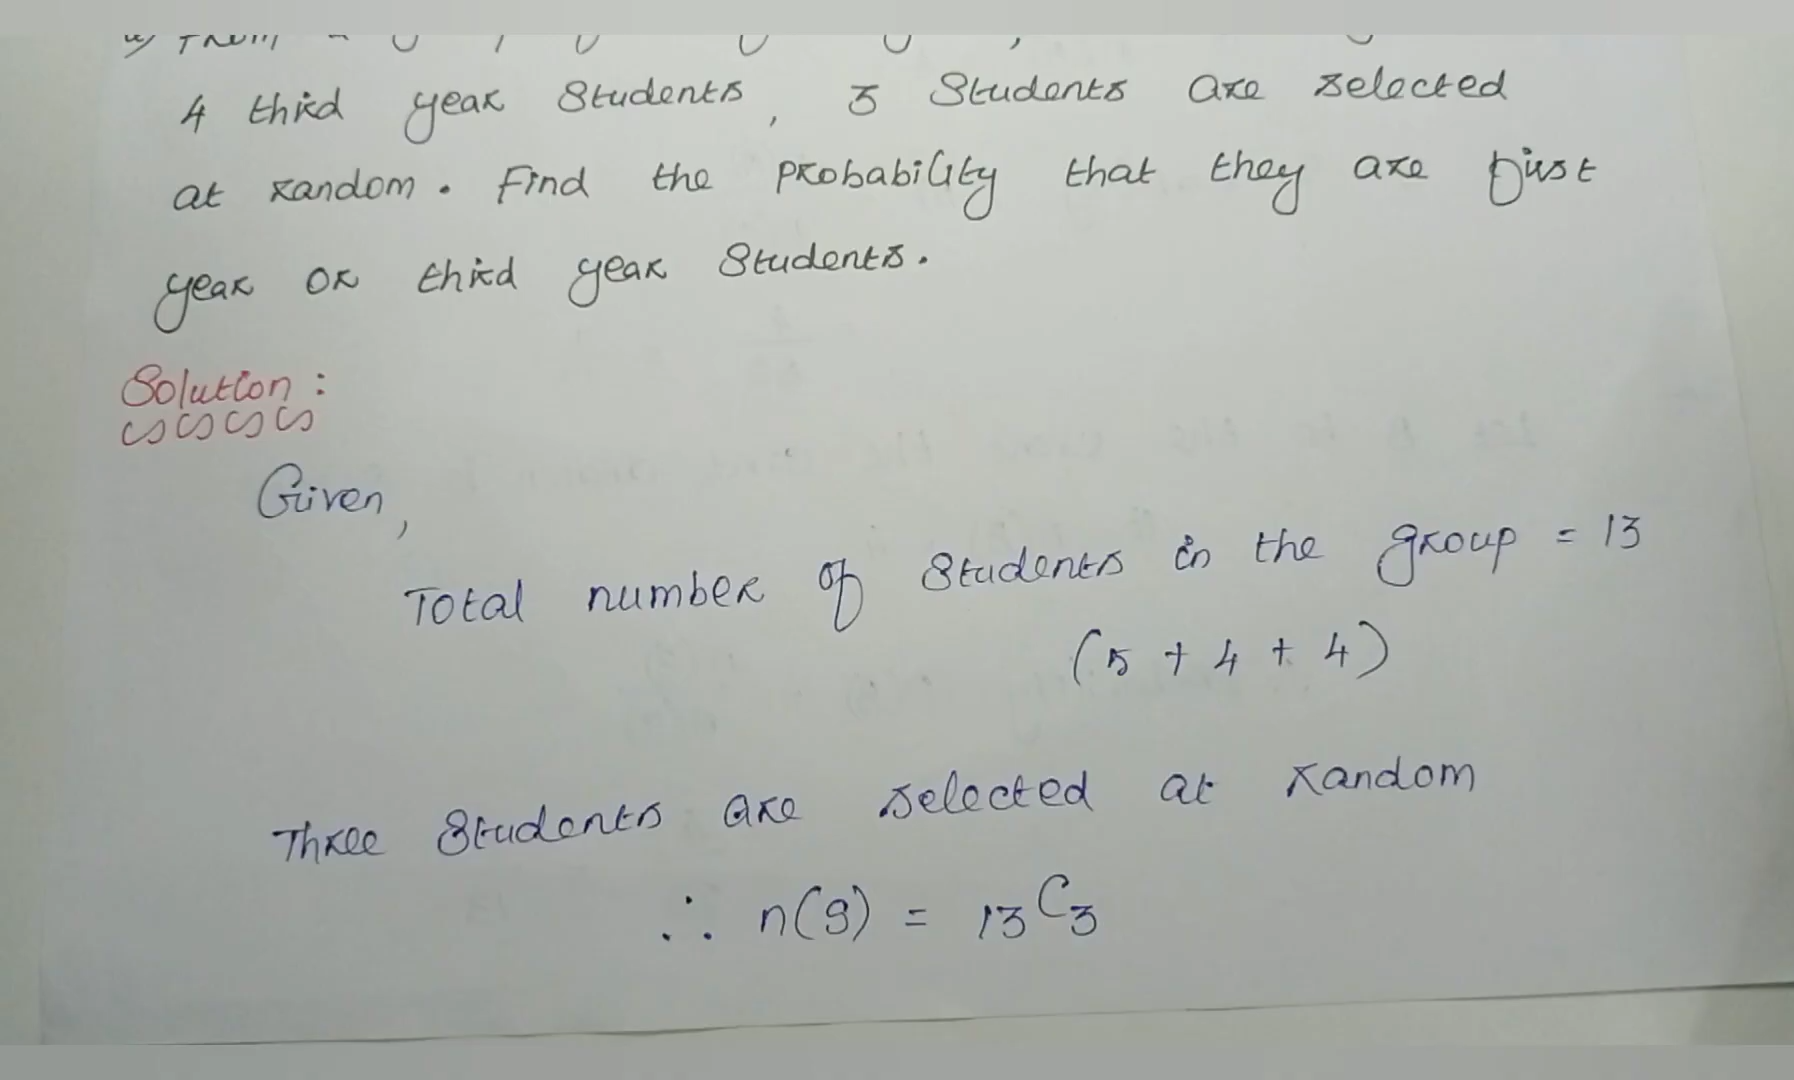 4 third year Students, 3 Students are selected
at random. Find the probability that they are first
year or third year Students.
Solution:
Given,
Total number of Students in the group = 13
(5 + 4 + 4)
Three Students are selected at random
∴ n(S) = 13C3